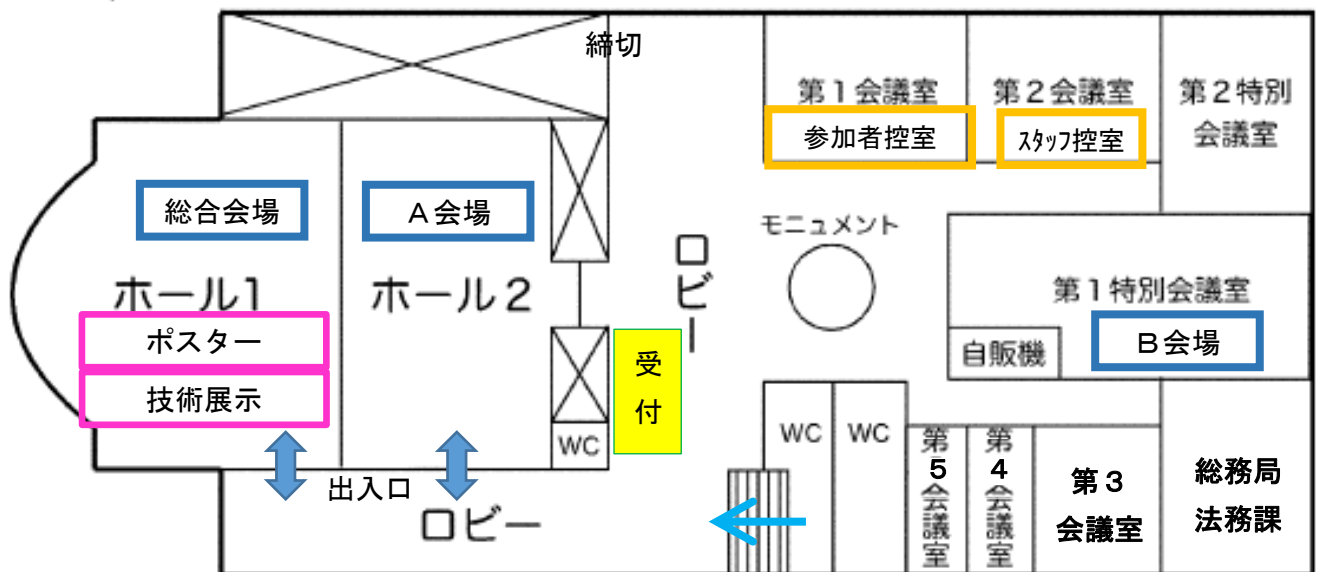 締切
第１会議室
参加者控室
第２会議室
ｽﾀｯﾌ控室
第２特別
会議室
総合会場
Ａ会場
ホール1
ホール２
ポスター
技術展示
ロビー
モニュメント
第１特別会議室
自販機
Ｂ会場
受
付
WC
WC
WC
第
５
会
議
室
第
４
会
議
室
第３
会議室
総務局
法務課
出入口
ロビー